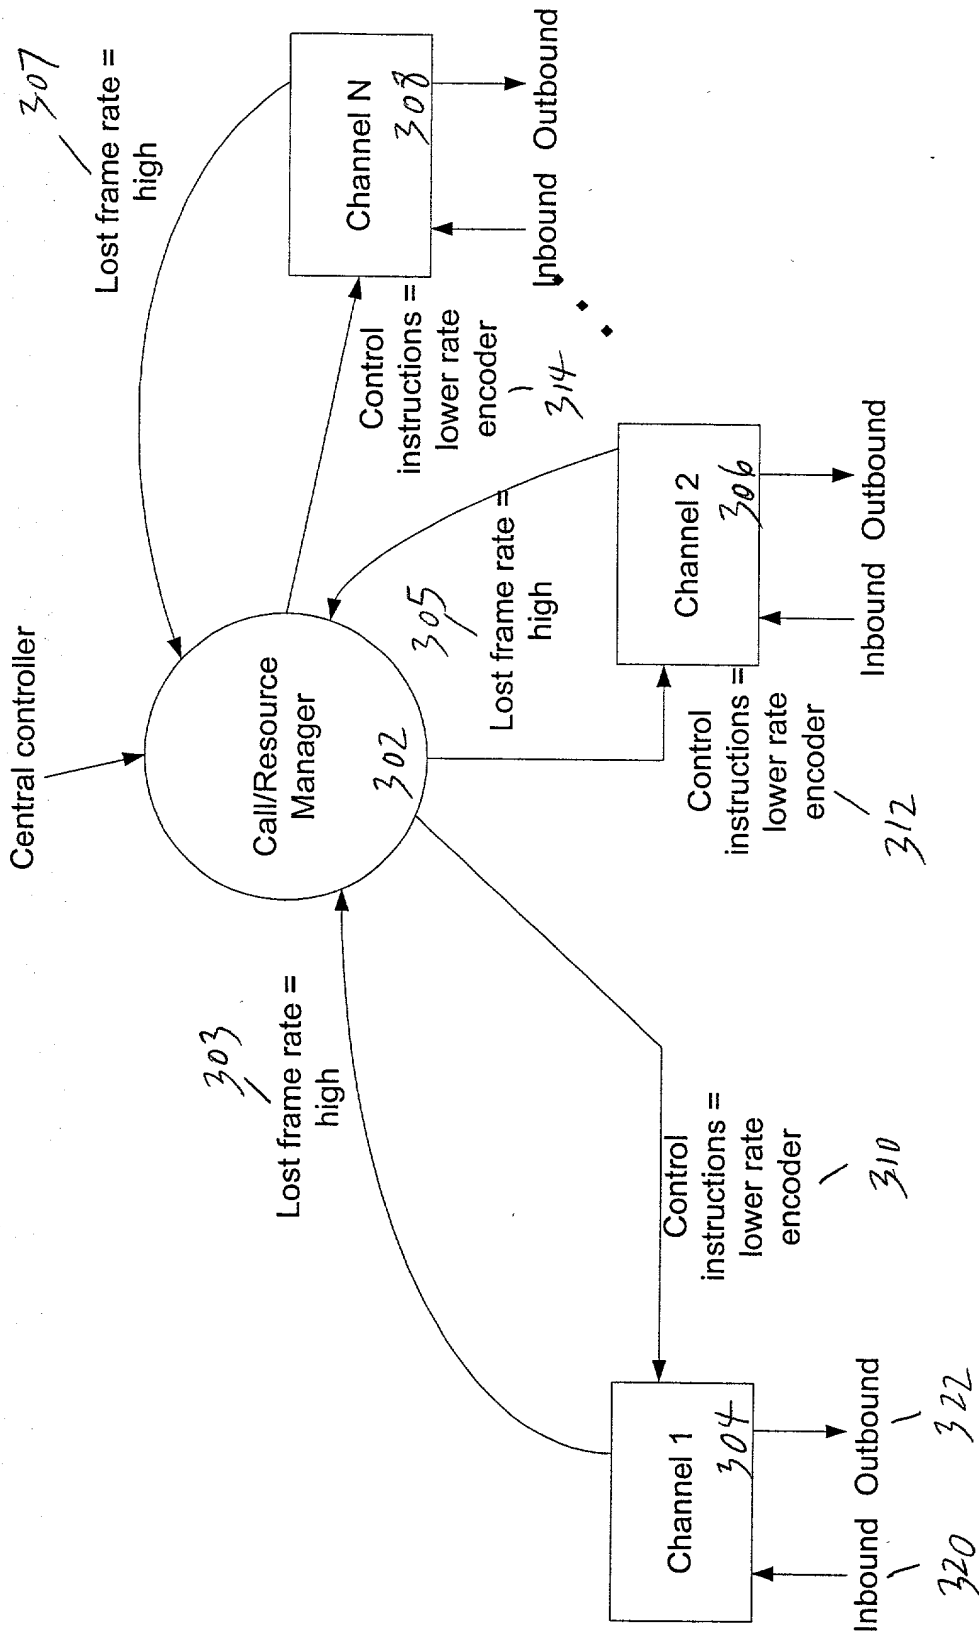 Central controller
Call/Resource
Manager
302
303
Lost frame rate =
high
305
Lost frame rate =
high
307
Lost frame rate =
high
Control
instructions =
lower rate
encoder
310
Control
instructions =
lower rate
encoder
312
Control
instructions =
lower rate
encoder
314
Channel 1
304
Inbound Outbound
320 322
Channel 2
306
Inbound Outbound
Channel N
308
Inbound Outbound